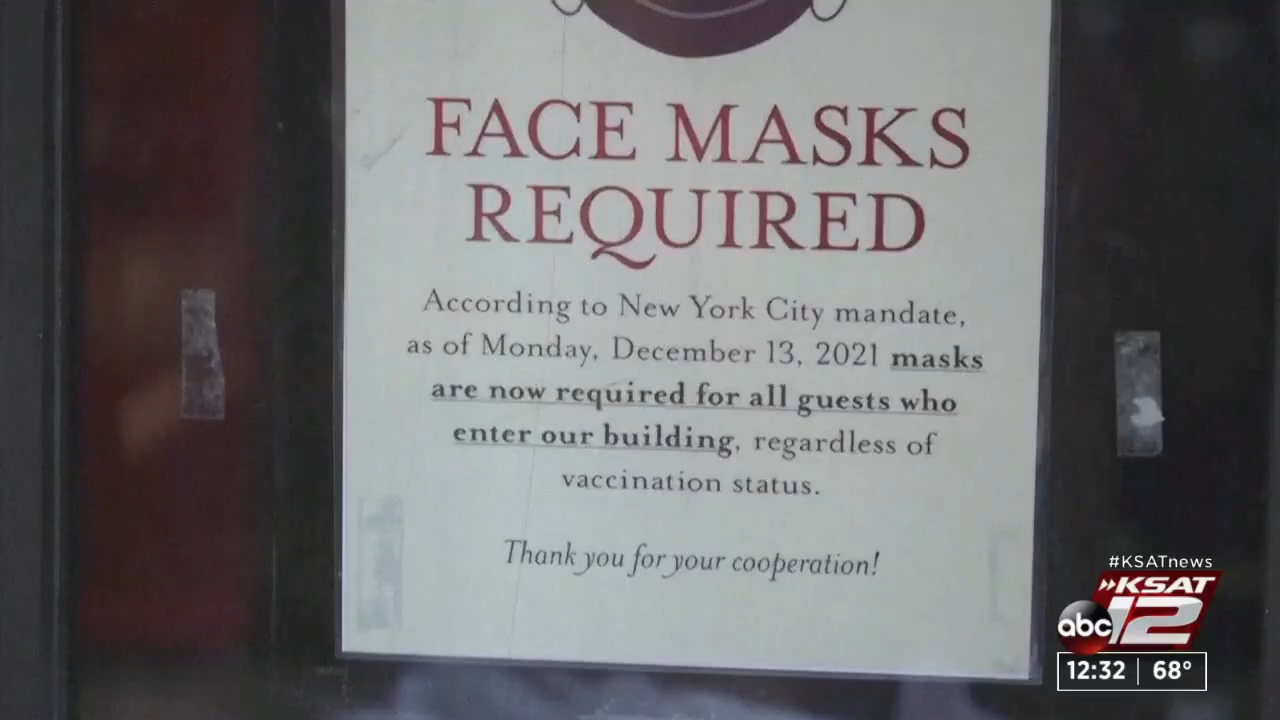 FACE MASKS
REQUIRED
According to New York City mandate,
as of Monday, December 13, 2021 masks
are now required for all guests who
enter our building, regardless of
vaccination status.
Thank you for your cooperation!
#KSATnews
KSAT
abc 12
12:32 68°